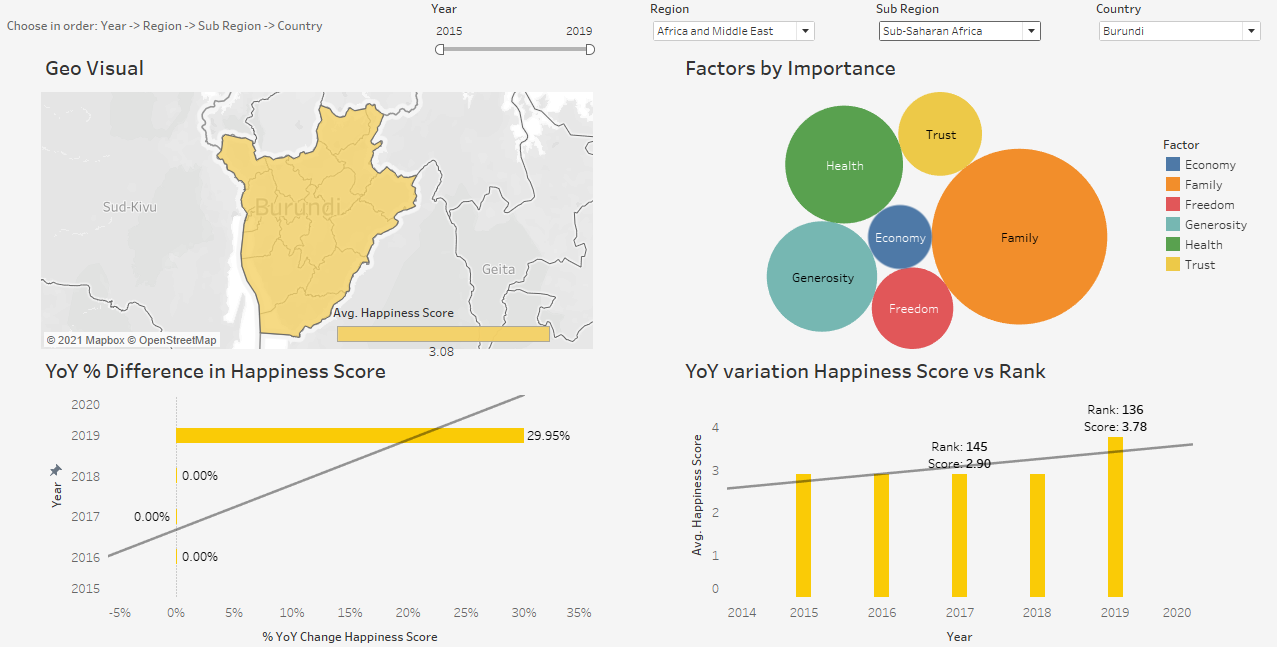 Choose in order: Year -> Region -> Sub Region -> Country
Year
2015 2019
Region
Africa and Middle East
Sub Region
Sub-Saharan Africa
Country
Burundi
Geo Visual
Sud-Kivu
Burundi
Geita
Avg. Happiness Score
3.08
© 2021 Mapbox © OpenStreetMap
Factors by Importance
Trust
Health
Economy
Family
Generosity
Freedom
Factor
Economy
Family
Freedom
Generosity
Health
Trust
YoY % Difference in Happiness Score
Year
2020
2019
29.95%
2018
0.00%
2017
0.00%
2016
0.00%
2015
-5% 0% 5% 10% 15% 20% 25% 30% 35%
% YoY Change Happiness Score
YoY variation Happiness Score vs Rank
Avg. Happiness Score
4
3
2
1
0
Rank: 145
Score: 2.90
Rank: 136
Score: 3.78
2014 2015 2016 2017 2018 2019 2020
Year